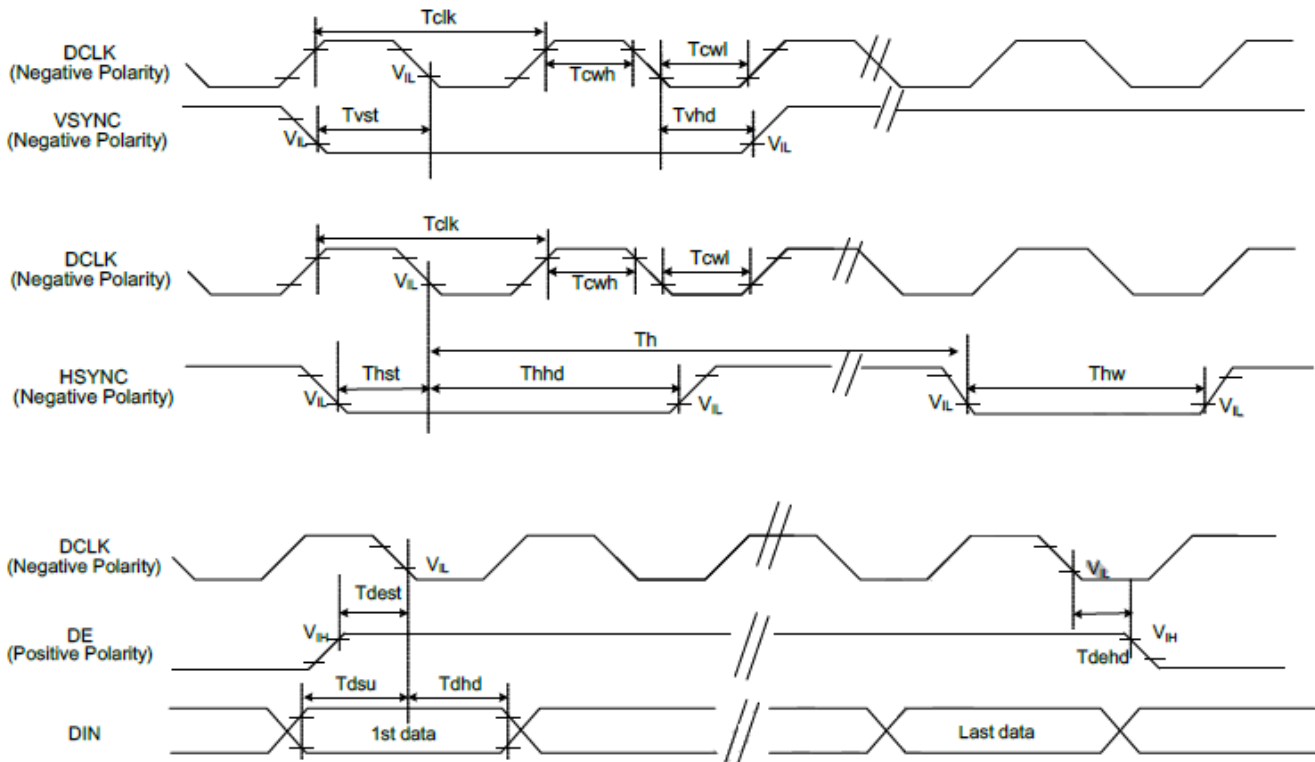 Tclk
DCLK
(Negative Polarity)
VIL
Tcwh
Tcwl
VSYNC
(Negative Polarity)
VIL
Tvst
Tvhd
VIL
Tclk
DCLK
(Negative Polarity)
VIL
Tcwh
Tcwl
Th
HSYNC
(Negative Polarity)
VIL
Thst
Thhd
VIL
VIL
Thw
VIL
DCLK
(Negative Polarity)
VIL
VIL
Tdest
DE
(Positive Polarity)
VIH
VIH
Tdehd
Tdsu
Tdhd
DIN
1st data
Last data